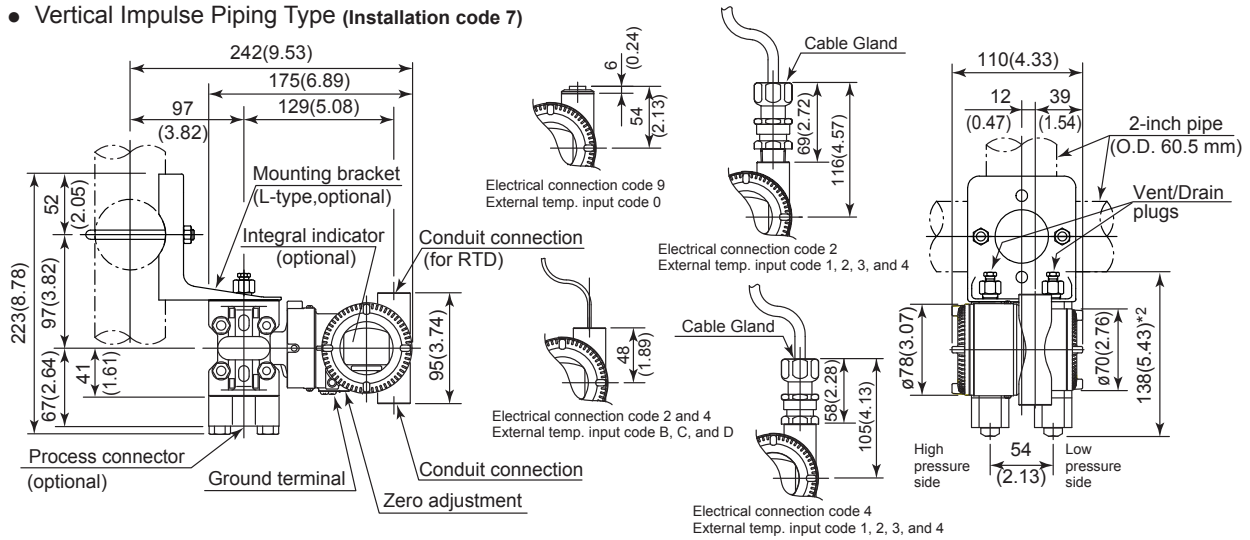 ● Vertical Impulse Piping Type (Installation code 7)
242(9.53)
175(6.89)
129(5.08)
97
(3.82)
52
(2.05)
97(3.82)
223(8.78)
67(2.64)
41
(1.61)
Mounting bracket
(L-type,optional)
Integral indicator
(optional)
Conduit connection
(for RTD)
95(3.74)
Process connector
(optional)
Ground terminal
Zero adjustment
Conduit connection
6
(0.24)
54
(2.13)
Electrical connection code 9
External temp. input code 0
48
(1.89)
Electrical connection code 2 and 4
External temp. input code B, C, and D
Cable Gland
69(2.72)
116(4.57)
Electrical connection code 2
External temp. input code 1, 2, 3, and 4
Cable Gland
58(2.28)
105(4.13)
Electrical connection code 4
External temp. input code 1, 2, 3, and 4
110(4.33)
12
(0.47)
39
(1.54)
2-inch pipe
(O.D. 60.5 mm)
Vent/Drain
plugs
ø78(3.07)
ø70(2.76)
138(5.43)*2
High
pressure
side
54
(2.13)
Low
pressure
side